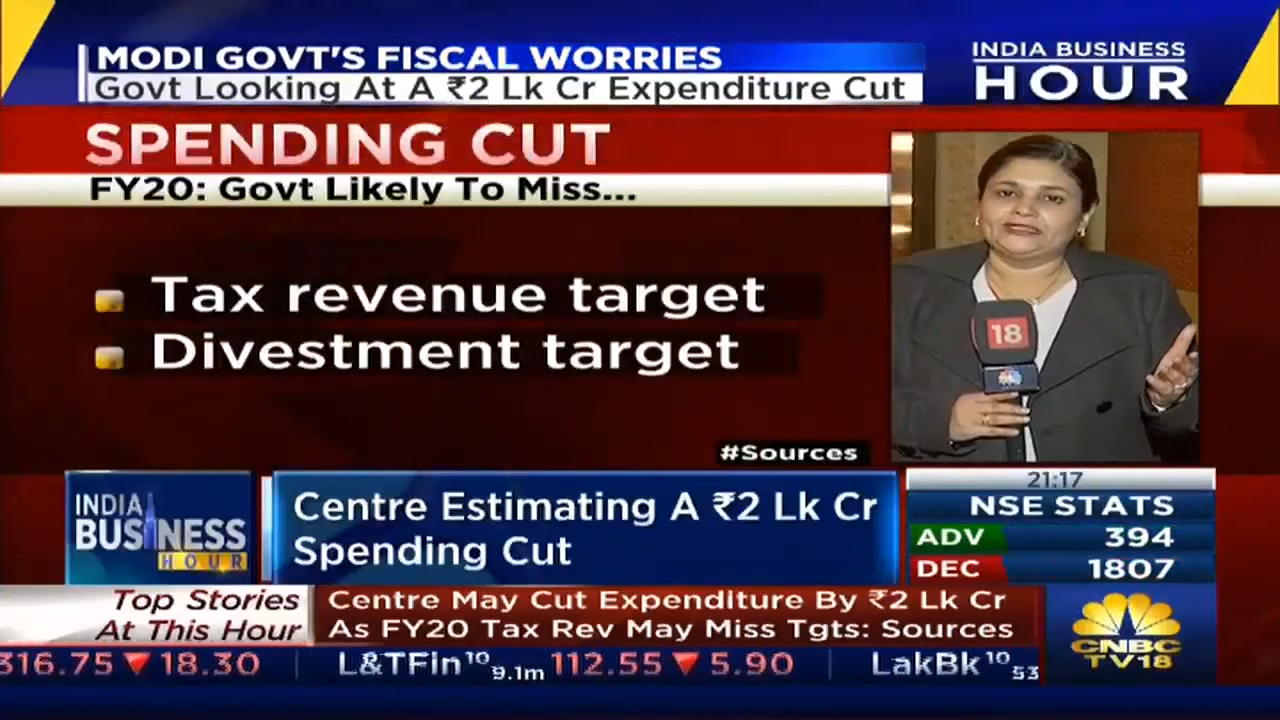 MODI GOVT'S FISCAL WORRIES
Govt Looking At A ₹2 Lk Cr Expenditure Cut
INDIA BUSINESS
HOUR
SPENDING CUT
FY20: Govt Likely To Miss...
Tax revenue target
Divestment target
18
#Sources
INDIA
BUSINESS
HOUR
Centre Estimating A ₹2 Lk Cr
Spending Cut
21:17
NSE STATS
ADV 394
DEC 1807
Top Stories
At This Hour
Centre May Cut Expenditure By ₹2 Lk Cr
As FY20 Tax Rev May Miss Tgts: Sources
CNBC
TV18
316.75 ▼ 18.30 L&TFin10 9.1m 112.55 ▼ 5.90 LakBk10 53